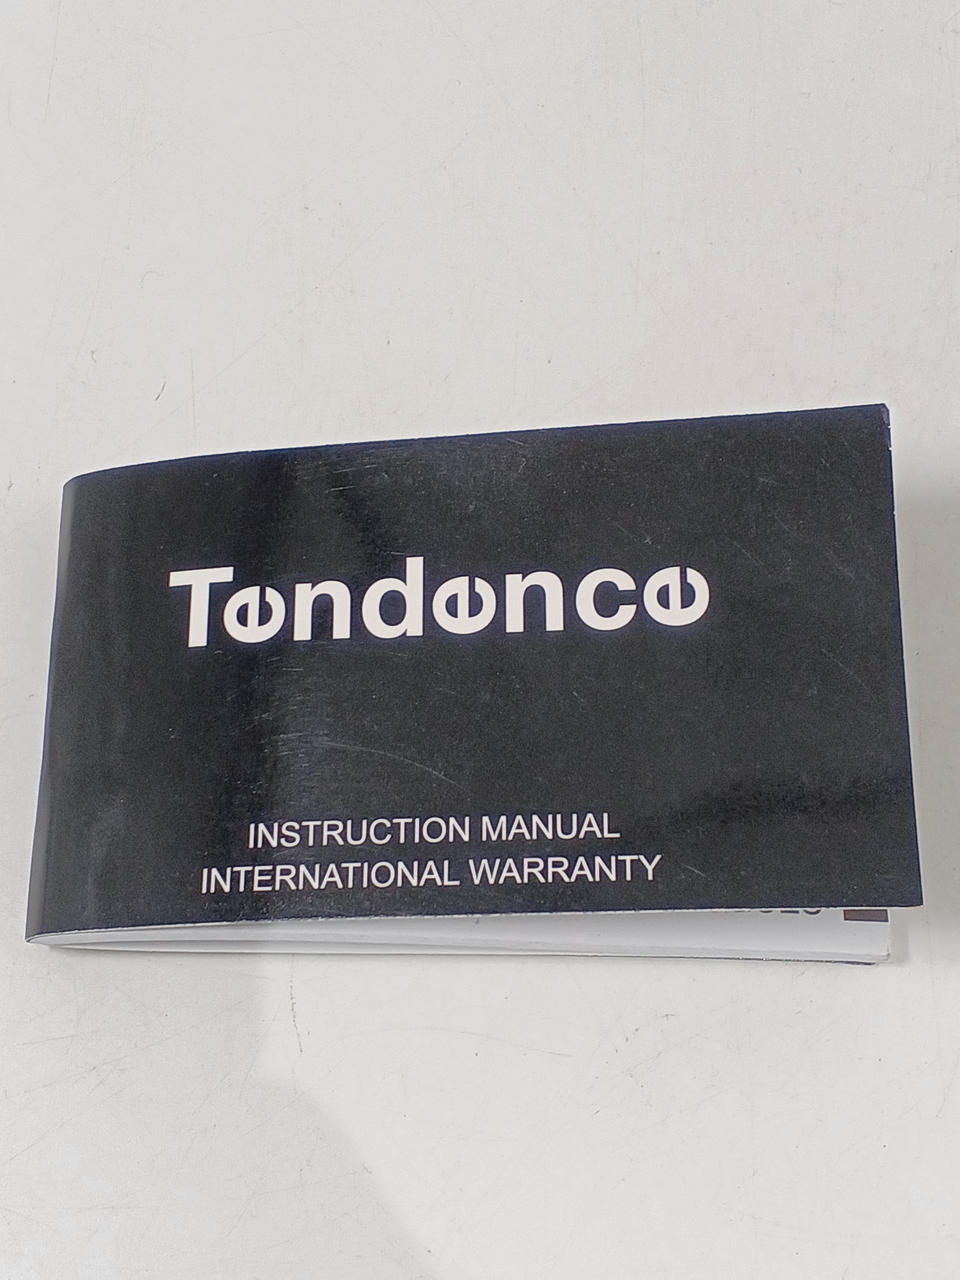 Tendence
INSTRUCTION MANUAL
INTERNATIONAL WARRANTY